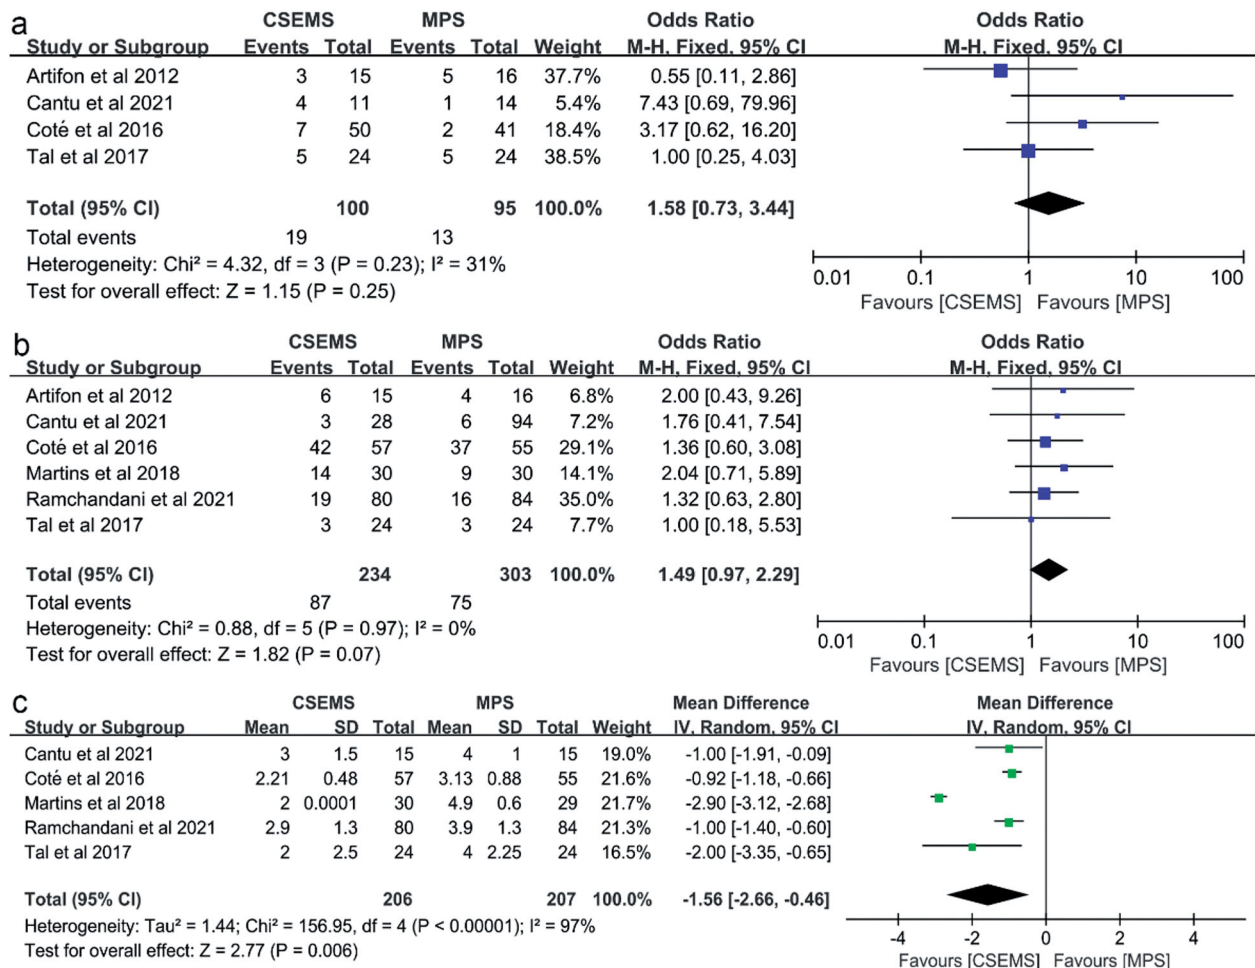 a
CSEMS MPS Odds Ratio Odds Ratio
Study or Subgroup Events Total Events Total Weight M-H, Fixed, 95% CI M-H, Fixed, 95% CI
Artifon et al 2012 3 15 5 16 37.7% 0.55 [0.11, 2.86]
Cantu et al 2021 4 11 1 14 5.4% 7.43 [0.69, 79.96]
Coté et al 2016 7 50 2 41 18.4% 3.17 [0.62, 16.20]
Tal et al 2017 5 24 5 24 38.5% 1.00 [0.25, 4.03]
Total (95% CI) 100 95 100.0% 1.58 [0.73, 3.44]
Total events 19 13
Heterogeneity: Chi² = 4.32, df = 3 (P = 0.23); I² = 31%
Test for overall effect: Z = 1.15 (P = 0.25)
0.01 0.1 1 10 100
Favours [CSEMS] Favours [MPS]
b
CSEMS MPS Odds Ratio Odds Ratio
Study or Subgroup Events Total Events Total Weight M-H, Fixed, 95% CI M-H, Fixed, 95% CI
Artifon et al 2012 6 15 4 16 6.8% 2.00 [0.43, 9.26]
Cantu et al 2021 3 28 6 94 7.2% 1.76 [0.41, 7.54]
Coté et al 2016 42 57 37 55 29.1% 1.36 [0.60, 3.08]
Martins et al 2018 14 30 9 30 14.1% 2.04 [0.71, 5.89]
Ramchandani et al 2021 19 80 16 84 35.0% 1.32 [0.63, 2.80]
Tal et al 2017 3 24 3 24 7.7% 1.00 [0.18, 5.53]
Total (95% CI) 234 303 100.0% 1.49 [0.97, 2.29]
Total events 87 75
Heterogeneity: Chi² = 0.88, df = 5 (P = 0.97); I² = 0%
Test for overall effect: Z = 1.82 (P = 0.07)
0.01 0.1 1 10 100
Favours [CSEMS] Favours [MPS]
c
CSEMS MPS Mean Difference Mean Difference
Study or Subgroup Mean SD Total Mean SD Total Weight IV, Random, 95% CI IV, Random, 95% CI
Cantu et al 2021 3 1.5 15 4 1 15 19.0% -1.00 [-1.91, -0.09]
Coté et al 2016 2.21 0.48 57 3.13 0.88 55 21.6% -0.92 [-1.18, -0.66]
Martins et al 2018 2 0.0001 30 4.9 0.6 29 21.7% -2.90 [-3.12, -2.68]
Ramchandani et al 2021 2.9 1.3 80 3.9 1.3 84 21.3% -1.00 [-1.40, -0.60]
Tal et al 2017 2 2.5 24 4 2.25 24 16.5% -2.00 [-3.35, -0.65]
Total (95% CI) 206 207 100.0% -1.56 [-2.66, -0.46]
Heterogeneity: Tau² = 1.44; Chi² = 156.95, df = 4 (P < 0.00001); I² = 97%
Test for overall effect: Z = 2.77 (P = 0.006)
-4 -2 0 2 4
Favours [CSEMS] Favours [MPS]